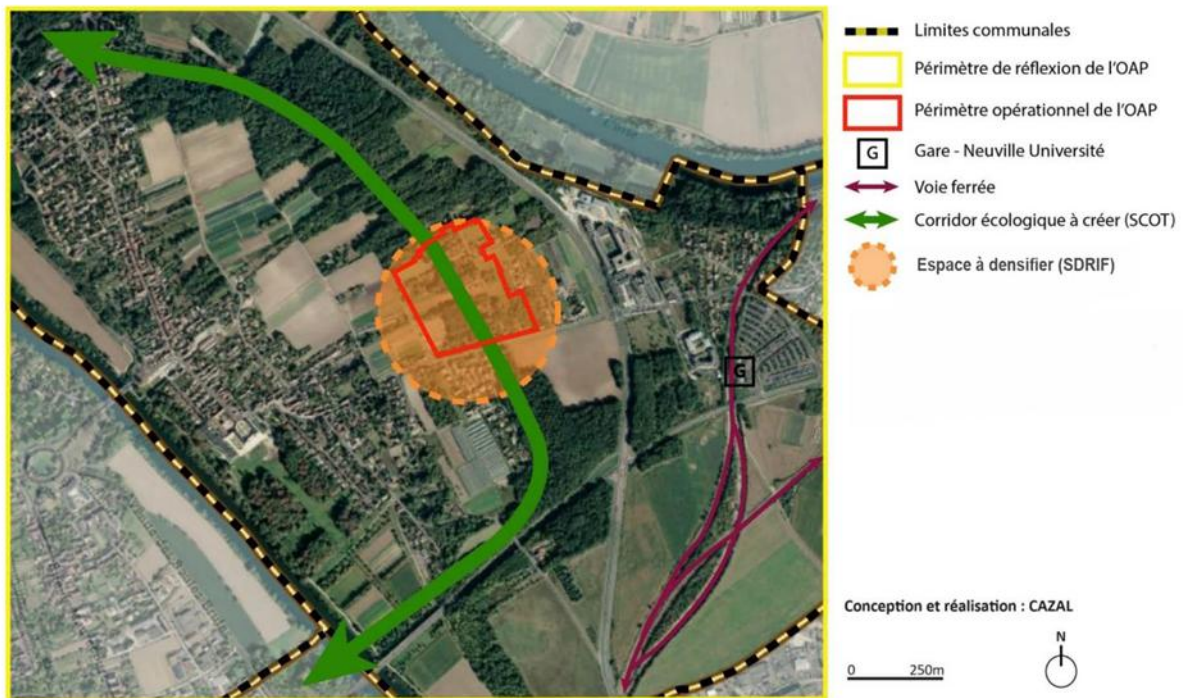 Limites communales
Périmètre de réflexion de l'OAP
Périmètre opérationnel de l'OAP
G Gare - Neuville Université
Voie ferrée
Corridor écologique à créer (SCOT)
Espace à densifier (SDRIF)
G
Conception et réalisation : CAZAL
N
0 250m